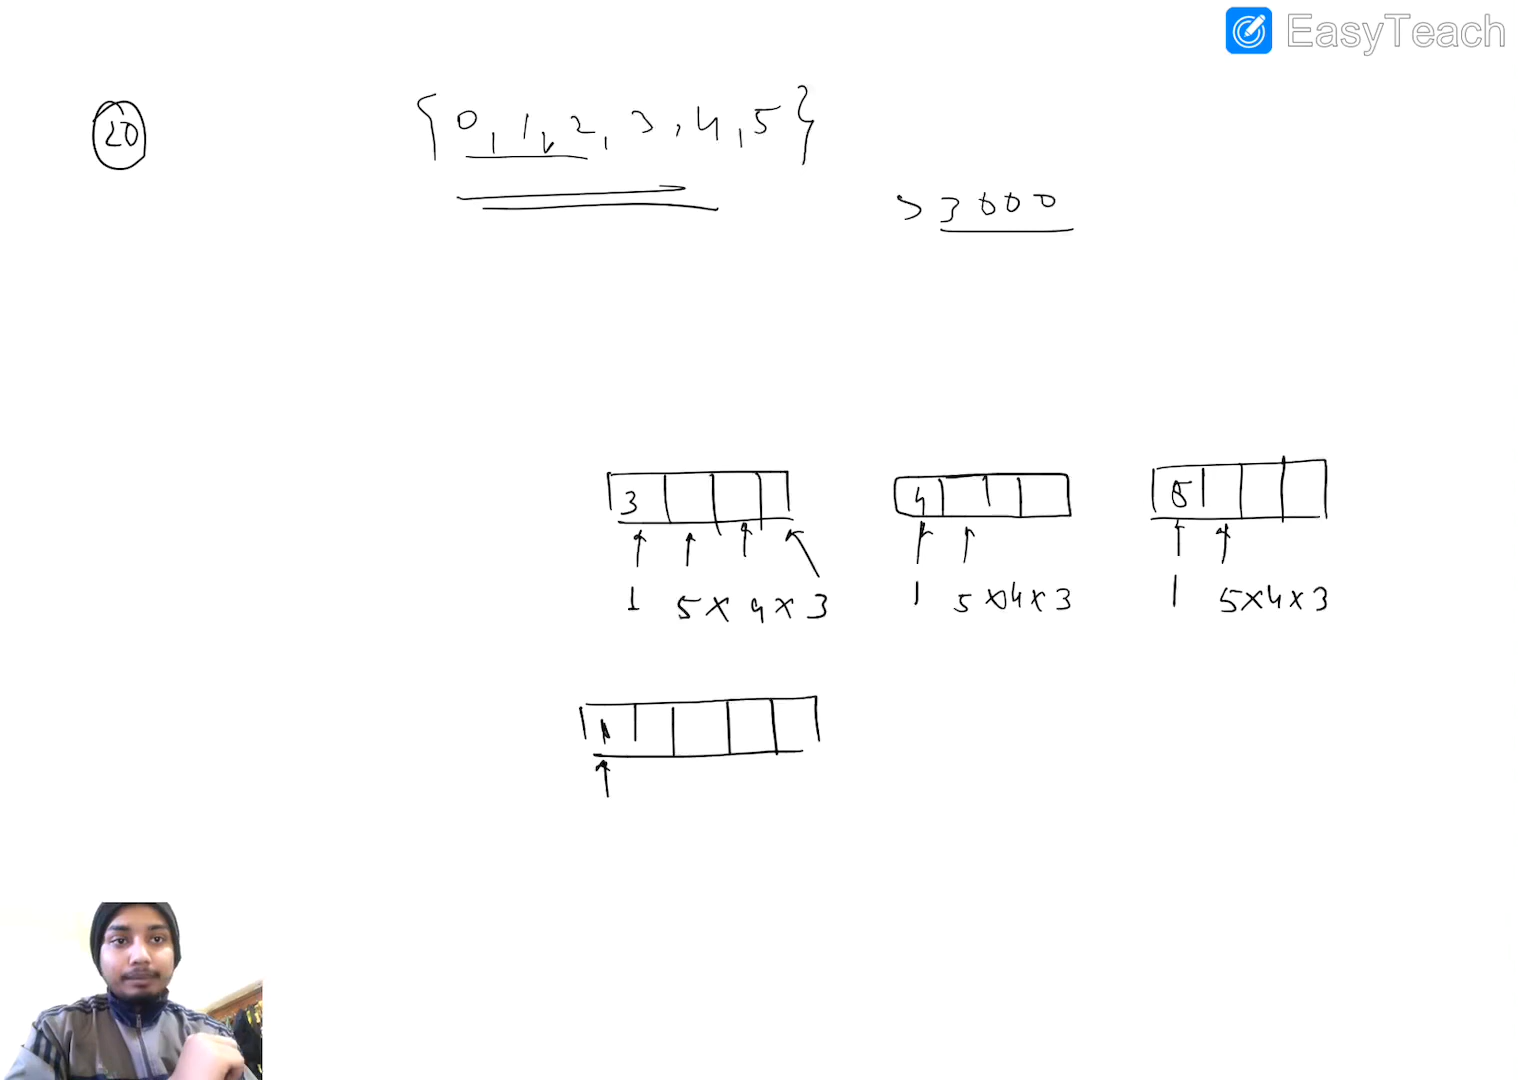 EasyTeach
20
{0, 1, 2, 3, 4, 5}
> 3000
3
4
5
1 5 x 4 x 3
1 5 x 4 x 3
1 5 x 4 x 3
1